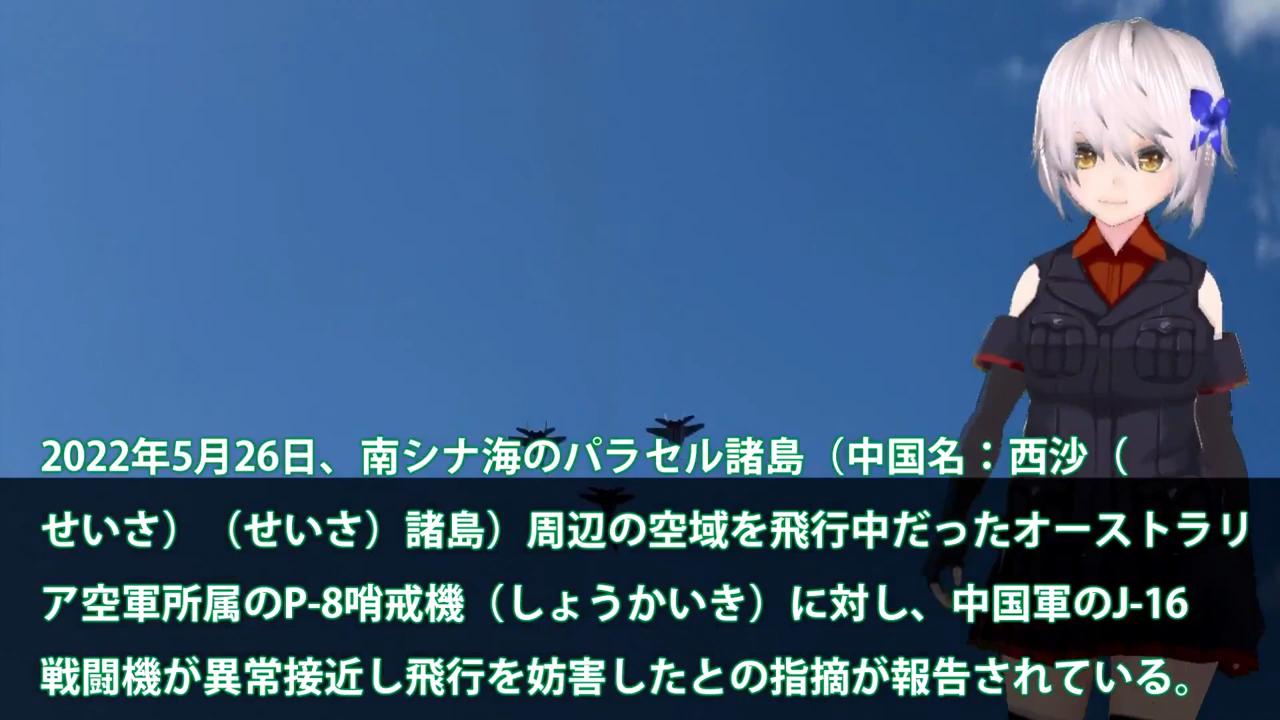 2022年5月26日、南シナ海のパラセル諸島（中国名：西沙（
せいさ）（せいさ）諸島）周辺の空域を飛行中だったオーストラリ
ア空軍所属のP-8哨戒機（しょうかいき）に対し、中国軍のJ-16
戦闘機が異常接近し飛行を妨害したとの指摘が報告されている。